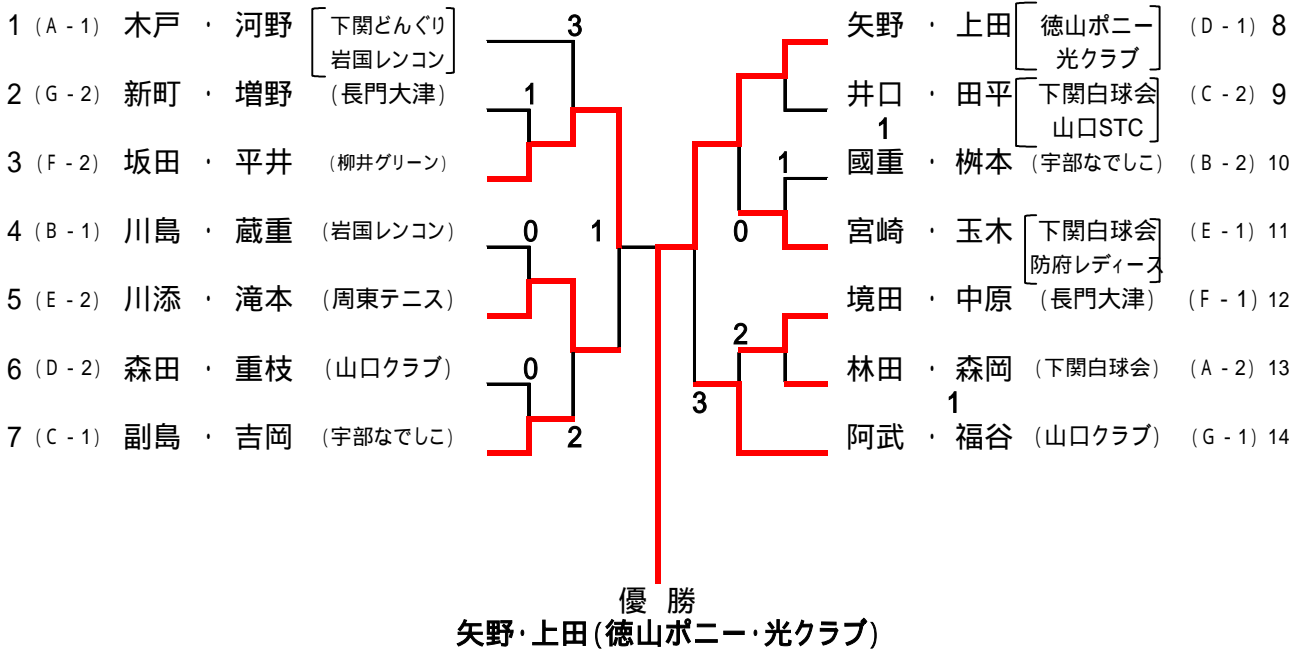 1 (A-1) 木戸 ・ 河野 下関どんぐり 3
岩国レンコン
2 (G-2) 新町 ・ 増野 (長門大津) 1
3 (F-2) 坂田 ・ 平井 (柳井グリーン)
4 (B-1) 川島 ・ 蔵重 (岩国レンコン) 0 1
5 (E-2) 川添 ・ 滝本 (周東テニス)
6 (D-2) 森田 ・ 重枝 (山口クラブ) 0
7 (C-1) 副島 ・ 吉岡 (宇部なでしこ) 2
矢野 ・ 上田 徳山ポニー (D-1) 8
光クラブ
井口 ・ 田平 下関白球会 (C-2) 9
1 山口STC
1 國重 ・ 桝本 (宇部なでしこ) (B-2) 10
0 宮崎 ・ 玉木 下関白球会 (E-1) 11
防府レディース
境田 ・ 中原 (長門大津) (F-1) 12
2
林田 ・ 森岡 (下関白球会) (A-2) 13
3 1
阿武 ・ 福谷 (山口クラブ) (G-1) 14
優 勝
矢野・上田(徳山ポニー・光クラブ)